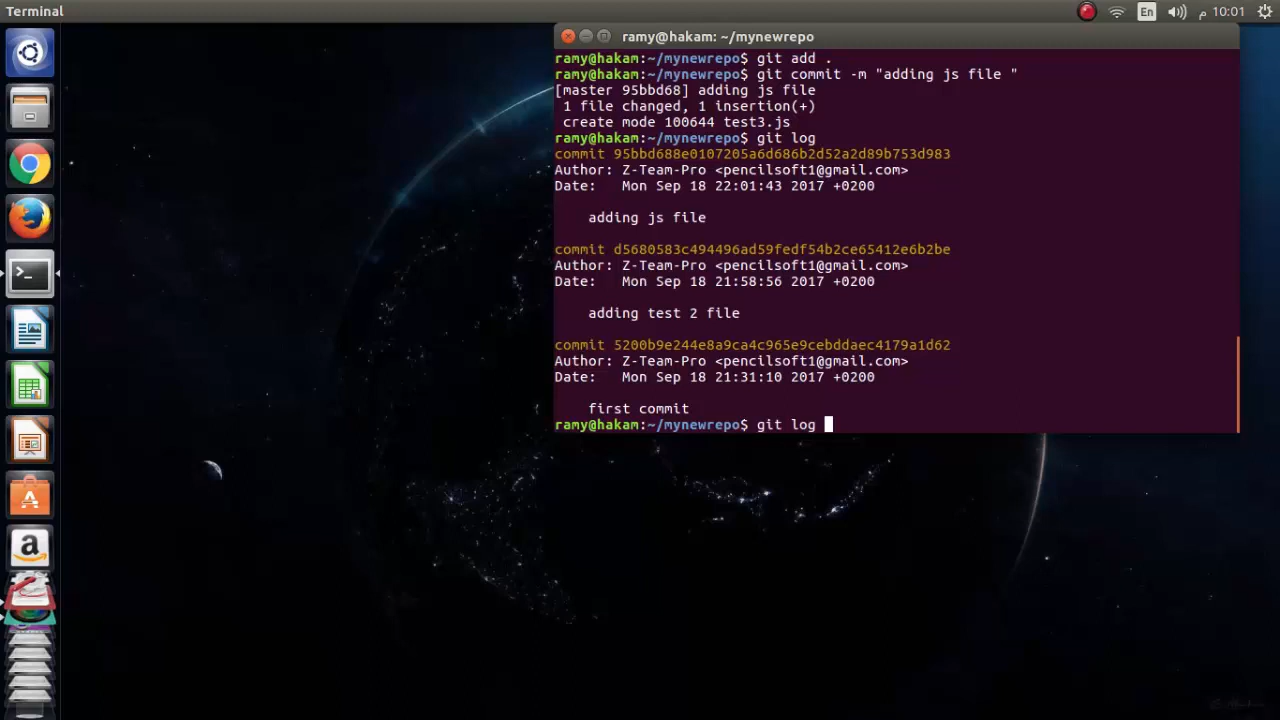 Terminal
En
م 10:01
ramy@hakam: ~/mynewrepo
ramy@hakam:~/mynewrepo$ git add .
ramy@hakam:~/mynewrepo$ git commit -m "adding js file "
[master 95bbd68] adding js file
1 file changed, 1 insertion(+)
create mode 100644 test3.js
ramy@hakam:~/mynewrepo$ git log
commit 95bbd688e0107205a6d686b2d52a2d89b753d983
Author: Z-Team-Pro <pencilsoft1@gmail.com>
Date:   Mon Sep 18 22:01:43 2017 +0200
adding js file
commit d5680583c494496ad59fedf54b2ce65412e6b2be
Author: Z-Team-Pro <pencilsoft1@gmail.com>
Date:   Mon Sep 18 21:58:56 2017 +0200
adding test 2 file
commit 5200b9e244e8a9ca4c965e9cebddaec4179a1d62
Author: Z-Team-Pro <pencilsoft1@gmail.com>
Date:   Mon Sep 18 21:31:10 2017 +0200
first commit
ramy@hakam:~/mynewrepo$ git log